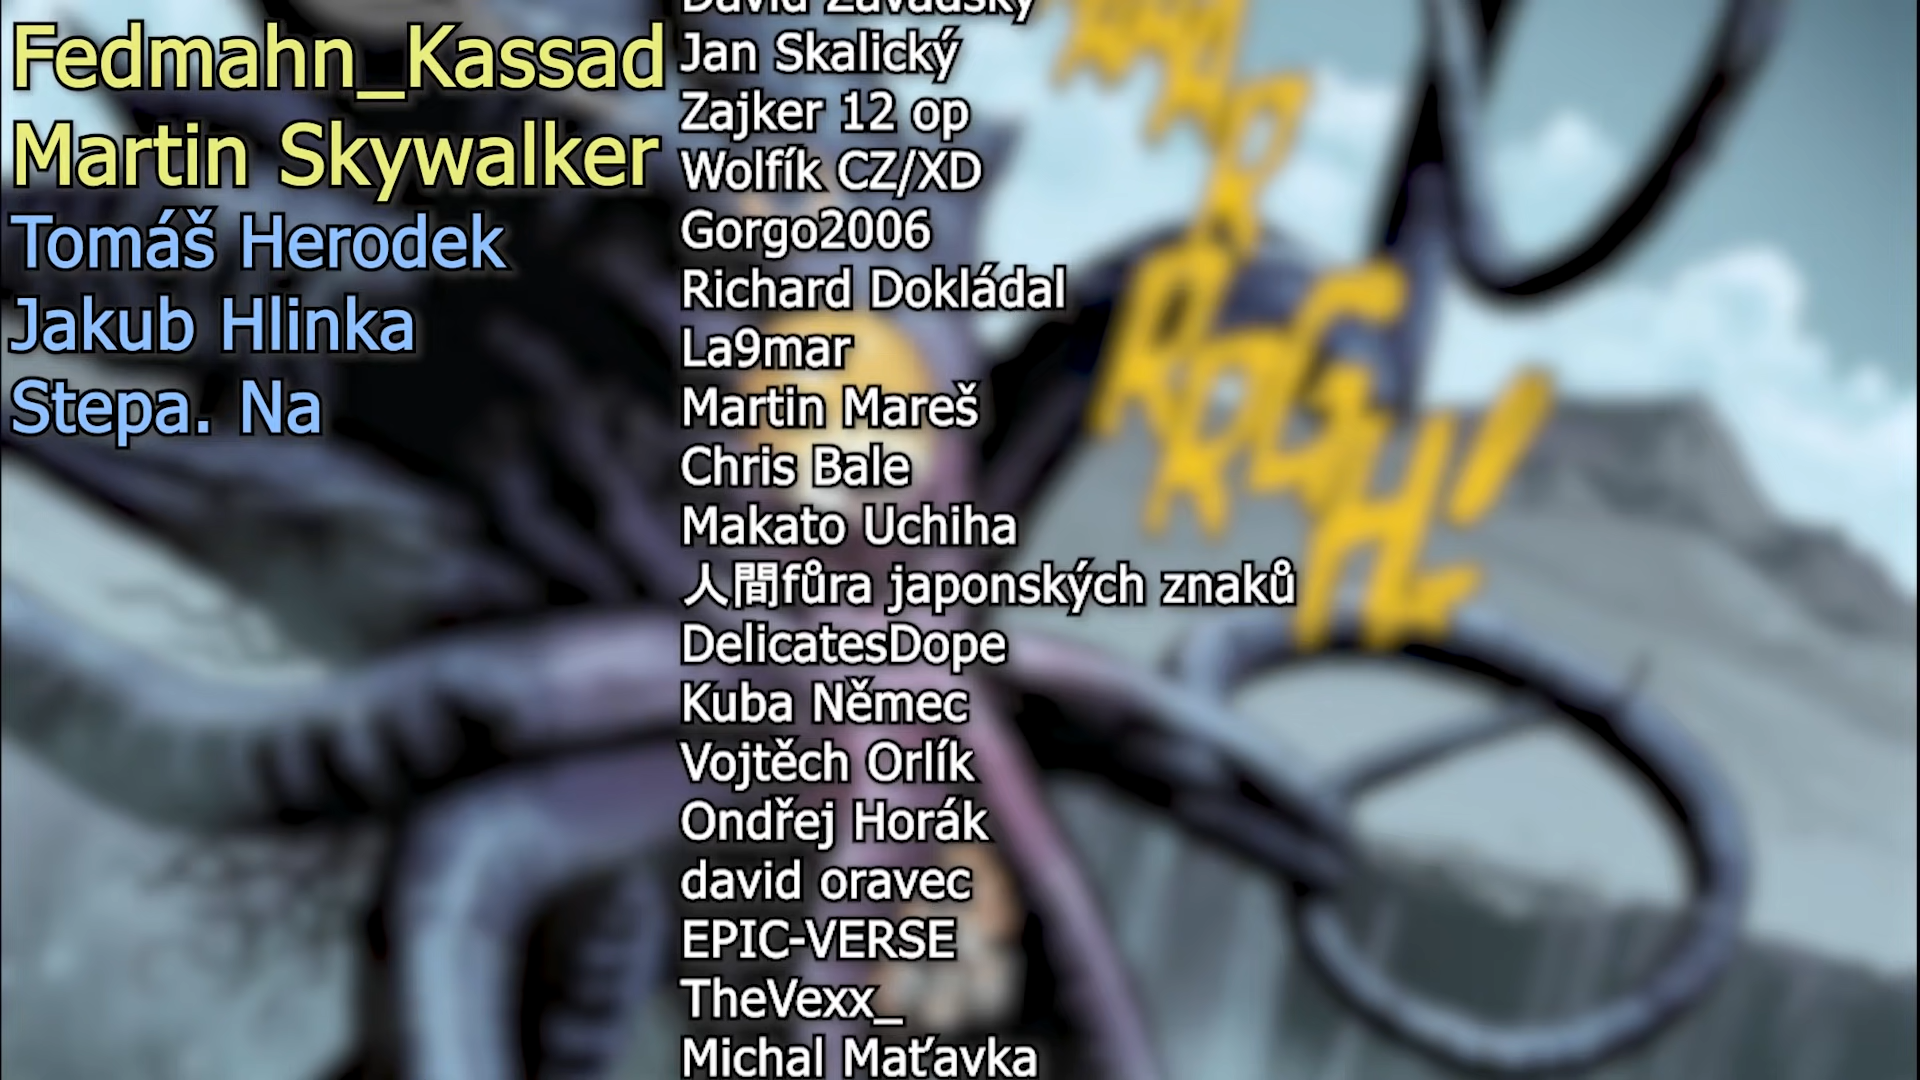 Fedmahn_Kassad
Martin Skywalker
Tomáš Herodek
Jakub Hlinka
Stepa. Na
David Zavadský
Jan Skalický
Zajker 12 op
Wolfík CZ/XD
Gorgo2006
Richard Dokládal
La9mar
Martin Mareš
Chris Bale
Makato Uchiha
人間fůra japonských znaků
DelicatesDope
Kuba Němec
Vojtěch Orlík
Ondřej Horák
david oravec
EPIC-VERSE
TheVexx_
Michal Maťavka